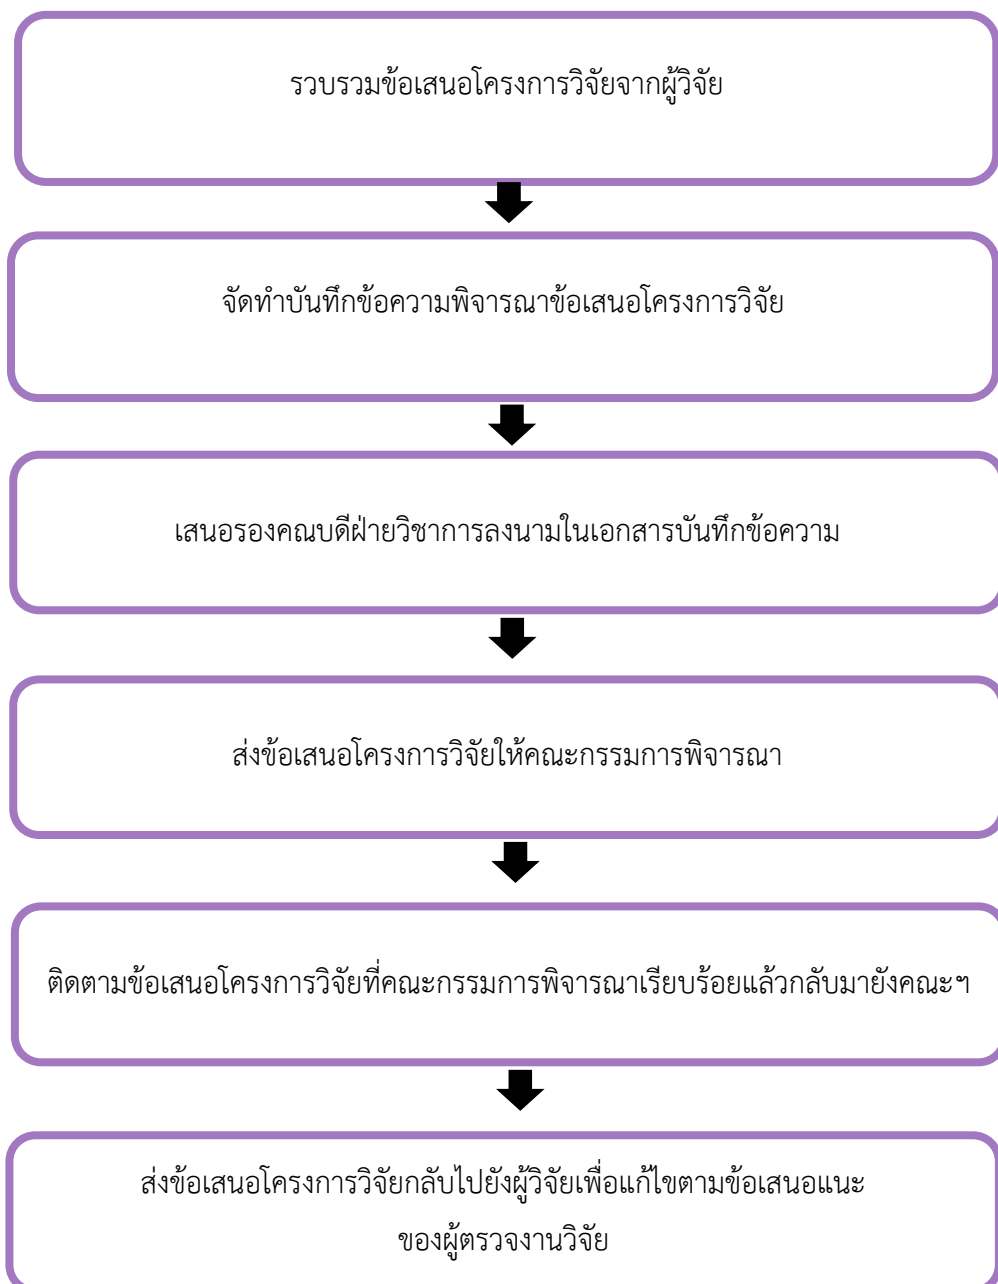 รวบรวมข้อเสนอโครงการวิจัยจากผู้วิจัย
จัดทำบันทึกข้อความพิจารณาข้อเสนอโครงการวิจัย
เสนอรองคณบดีฝ่ายวิชาการลงนามในเอกสารบันทึกข้อความ
ส่งข้อเสนอโครงการวิจัยให้คณะกรรมการพิจารณา
ติดตามข้อเสนอโครงการวิจัยที่คณะกรรมการพิจารณาเรียบร้อยแล้วกลับมายังคณะฯ
ส่งข้อเสนอโครงการวิจัยกลับไปยังผู้วิจัยเพื่อแก้ไขตามข้อเสนอแนะ
ของผู้ตรวจงานวิจัย